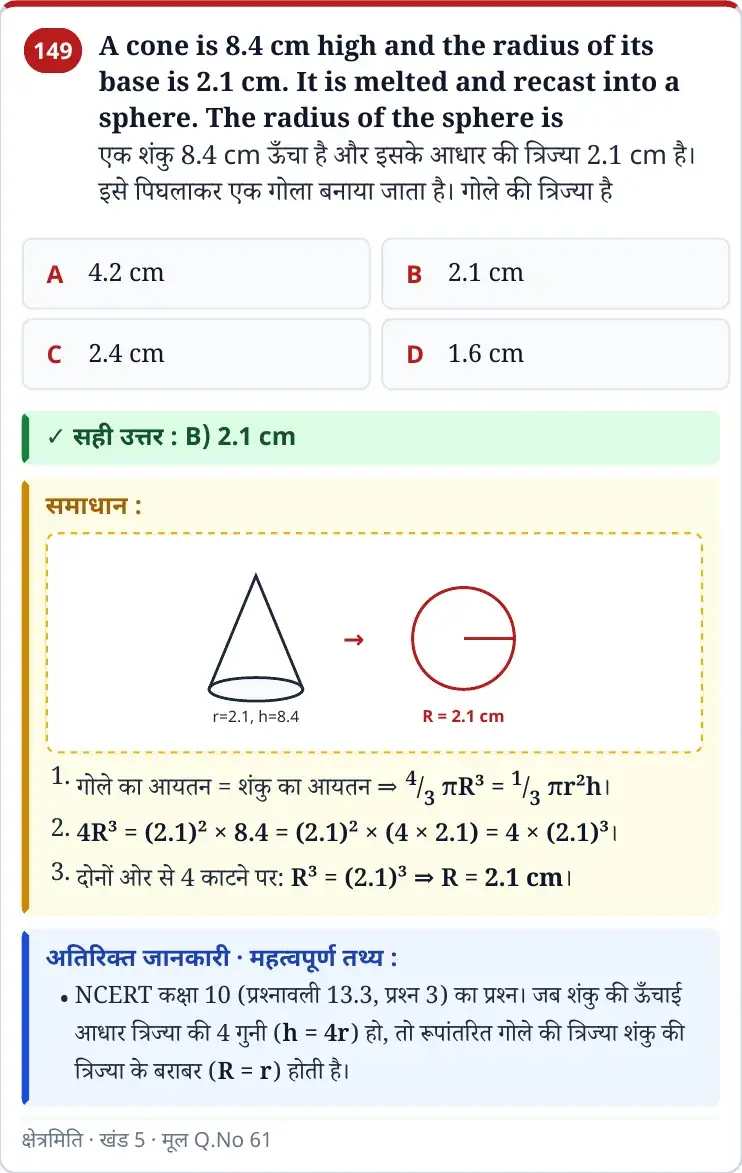 149
A cone is 8.4 cm high and the radius of its
base is 2.1 cm. It is melted and recast into a
sphere. The radius of the sphere is
एक शंकु 8.4 cm ऊँचा है और इसके आधार की त्रिज्या 2.1 cm है।
इसे पिघलाकर एक गोला बनाया जाता है। गोले की त्रिज्या है
A 4.2 cm
B 2.1 cm
C 2.4 cm
D 1.6 cm
✓ सही उत्तर : B) 2.1 cm
समाधान :
→
r=2.1, h=8.4
R = 2.1 cm
1. गोले का आयतन = शंकु का आयतन ⇒ ⁴/₃ πR³ = ¹/₃ πr²h।
2. 4R³ = (2.1)² × 8.4 = (2.1)² × (4 × 2.1) = 4 × (2.1)³।
3. दोनों ओर से 4 काटने पर: R³ = (2.1)³ ⇒ R = 2.1 cm।
अतिरिक्त जानकारी · महत्वपूर्ण तथ्य :
• NCERT कक्षा 10 (प्रश्नावली 13.3, प्रश्न 3) का प्रश्न। जब शंकु की ऊँचाई
आधार त्रिज्या की 4 गुनी (h = 4r) हो, तो रूपांतरित गोले की त्रिज्या शंकु की
त्रिज्या के बराबर (R = r) होती है।
क्षेत्रमिति · खंड 5 · मूल Q.No 61